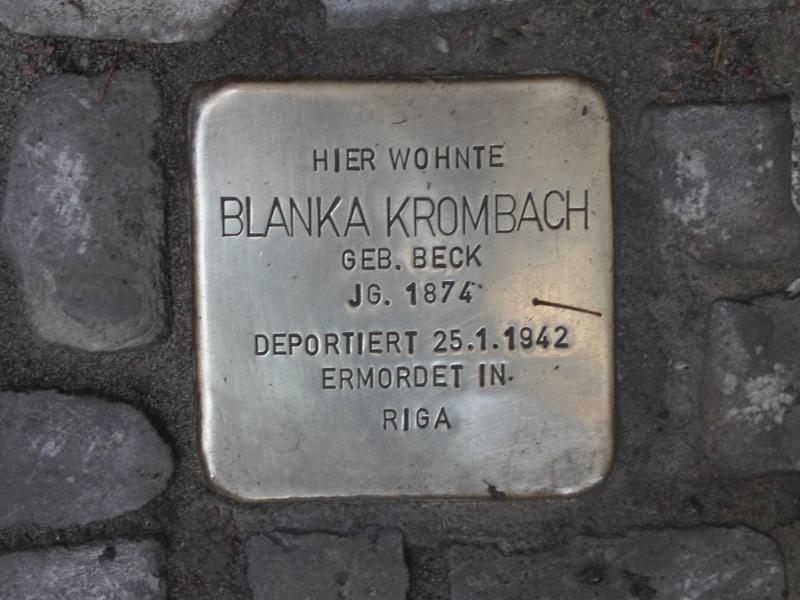 HIER WOHNTE
BLANKA KROMBACH
GEB. BECK
JG. 1874
DEPORTIERT 25.1.1942
ERMORDET IN
RIGA